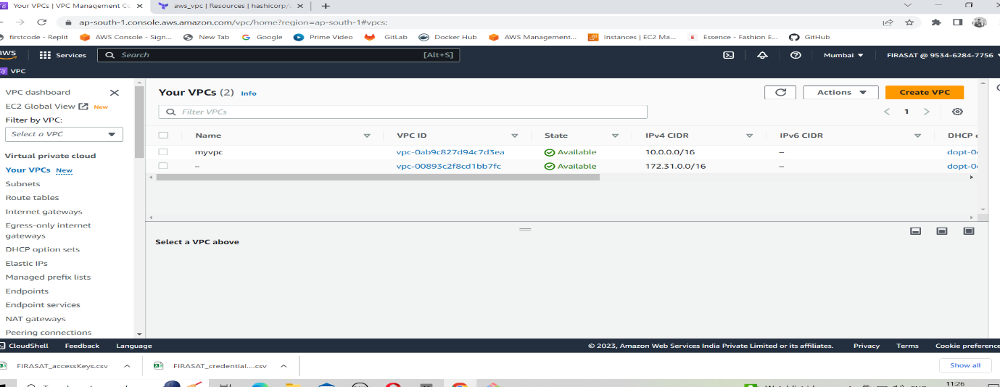 Your VPCs | VPC Management Co
aws_vpc | Resources | hashicorp/a
ap-south-1.console.aws.amazon.com/vpc/home?region=ap-south-1#vpcs:
firstcode - Replit
AWS Console - Sign...
New Tab
Google
Prime Video
GitLab
Docker Hub
AWS Management...
Instances | EC2 Ma...
Essence - Fashion E...
GitHub
aws
Services
Search
[Alt+S]
Mumbai
FIRASAT @ 9534-6284-7756
VPC
VPC dashboard
EC2 Global View New
Filter by VPC:
Select a VPC
Virtual private cloud
Your VPCs New
Subnets
Route tables
Internet gateways
Egress-only internet
gateways
DHCP option sets
Elastic IPs
Managed prefix lists
Endpoints
Endpoint services
NAT gateways
Peering connections
Your VPCs (2) Info
Actions
Create VPC
Filter VPCs
1
Name VPC ID State IPv4 CIDR IPv6 CIDR DHCP
myvpc vpc-0ab9c827d94c7d3ea Available 10.0.0.0/16 – dopt-0
– vpc-00893c2f8cd1bb7fc Available 172.31.0.0/16 – dopt-0
Select a VPC above
CloudShell Feedback Language
© 2023, Amazon Web Services India Private Limited or its affiliates. Privacy Terms Cookie preference
FIRASAT_accessKeys.csv
FIRASAT_credential....csv
Show all
11:26